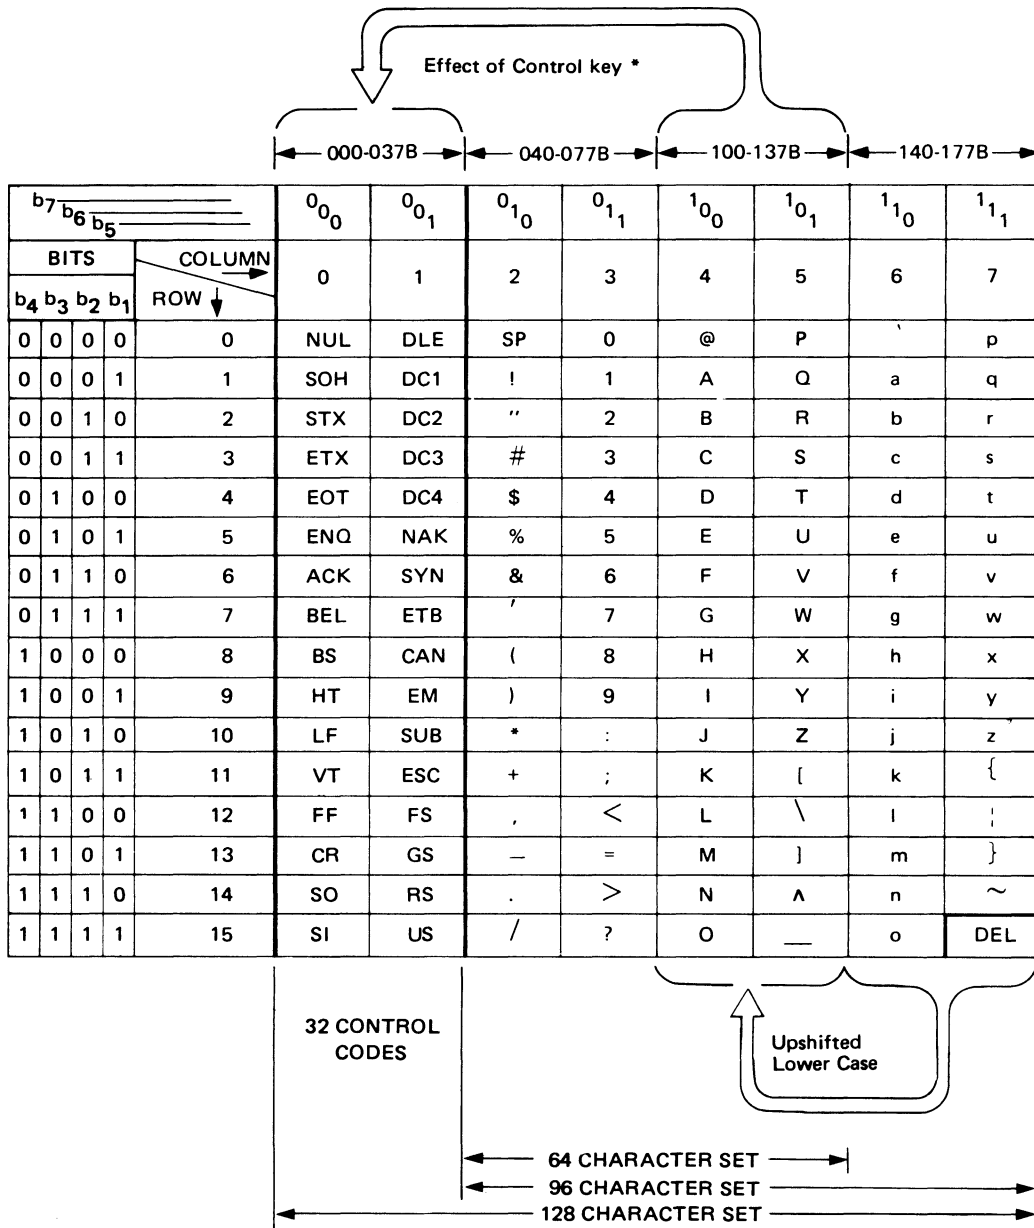 Effect of Control key *
000-037B 040-077B 100-137B 140-177B
b7 b6 b5 0 0 0 0 0 1 0 1 0 0 1 1 1 0 0 1 0 1 1 1 0 1 1 1
BITS COLUMN 0 1 2 3 4 5 6 7
b4 b3 b2 b1 ROW
0 0 0 0 0 NUL DLE SP 0 @ P ` p
0 0 0 1 1 SOH DC1 ! 1 A Q a q
0 0 1 0 2 STX DC2 " 2 B R b r
0 0 1 1 3 ETX DC3 # 3 C S c s
0 1 0 0 4 EOT DC4 $ 4 D T d t
0 1 0 1 5 ENQ NAK % 5 E U e u
0 1 1 0 6 ACK SYN & 6 F V f v
0 1 1 1 7 BEL ETB ' 7 G W g w
1 0 0 0 8 BS CAN ( 8 H X h x
1 0 0 1 9 HT EM ) 9 I Y i y
1 0 1 0 10 LF SUB * : J Z j z
1 0 1 1 11 VT ESC + ; K [ k {
1 1 0 0 12 FF FS , < L \ l ¦
1 1 0 1 13 CR GS — = M ] m }
1 1 1 0 14 SO RS . > N ʌ n ~
1 1 1 1 15 SI US / ? O _ o DEL
32 CONTROL
CODES
Upshifted
Lower Case
64 CHARACTER SET
96 CHARACTER SET
128 CHARACTER SET